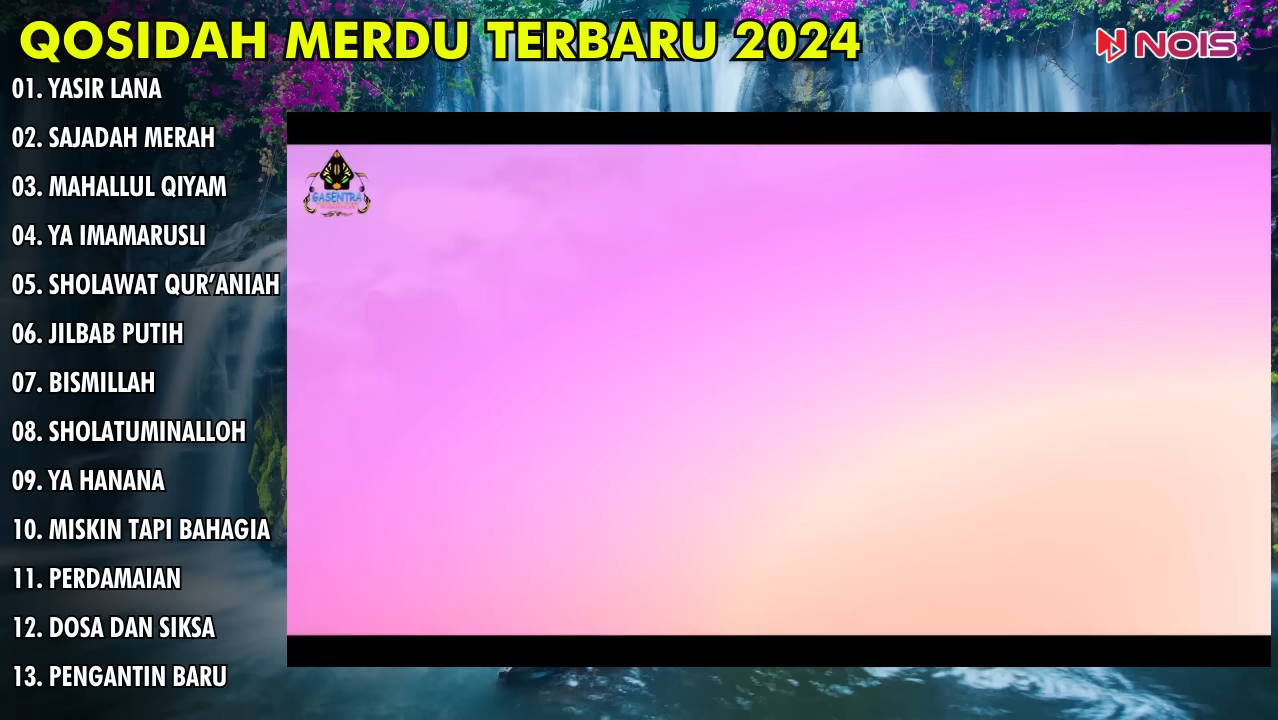 QOSIDAH MERDU TERBARU 2024
NOIS
01. YASIR LANA
02. SAJADAH MERAH
03. MAHALLUL QIYAM
04. YA IMAMARUSLI
05. SHOLAWAT QUR’ANIAH
06. JILBAB PUTIH
07. BISMILLAH
08. SHOLATUMINALLOH
09. YA HANANA
10. MISKIN TAPI BAHAGIA
11. PERDAMAIAN
12. DOSA DAN SIKSA
13. PENGANTIN BARU
GASENTRA